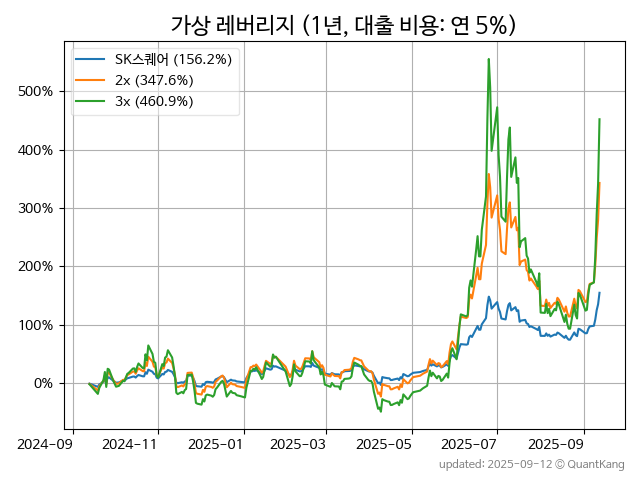 가상 레버리지 (1년, 대출 비용: 연 5%)
SK스퀘어 (156.2%)
2x (347.6%)
3x (460.9%)
500%
400%
300%
200%
100%
0%
2024-09 2024-11 2025-01 2025-03 2025-05 2025-07 2025-09
updated: 2025-09-12 © QuantKang